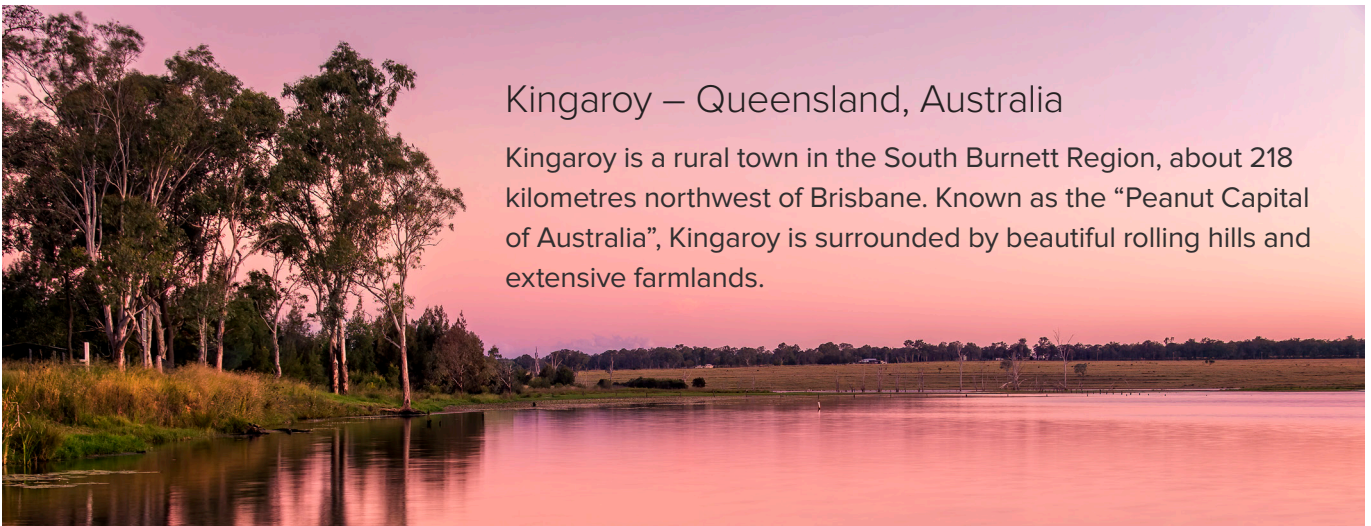 Kingaroy – Queensland, Australia
Kingaroy is a rural town in the South Burnett Region, about 218
kilometres northwest of Brisbane. Known as the “Peanut Capital
of Australia”, Kingaroy is surrounded by beautiful rolling hills and
extensive farmlands.